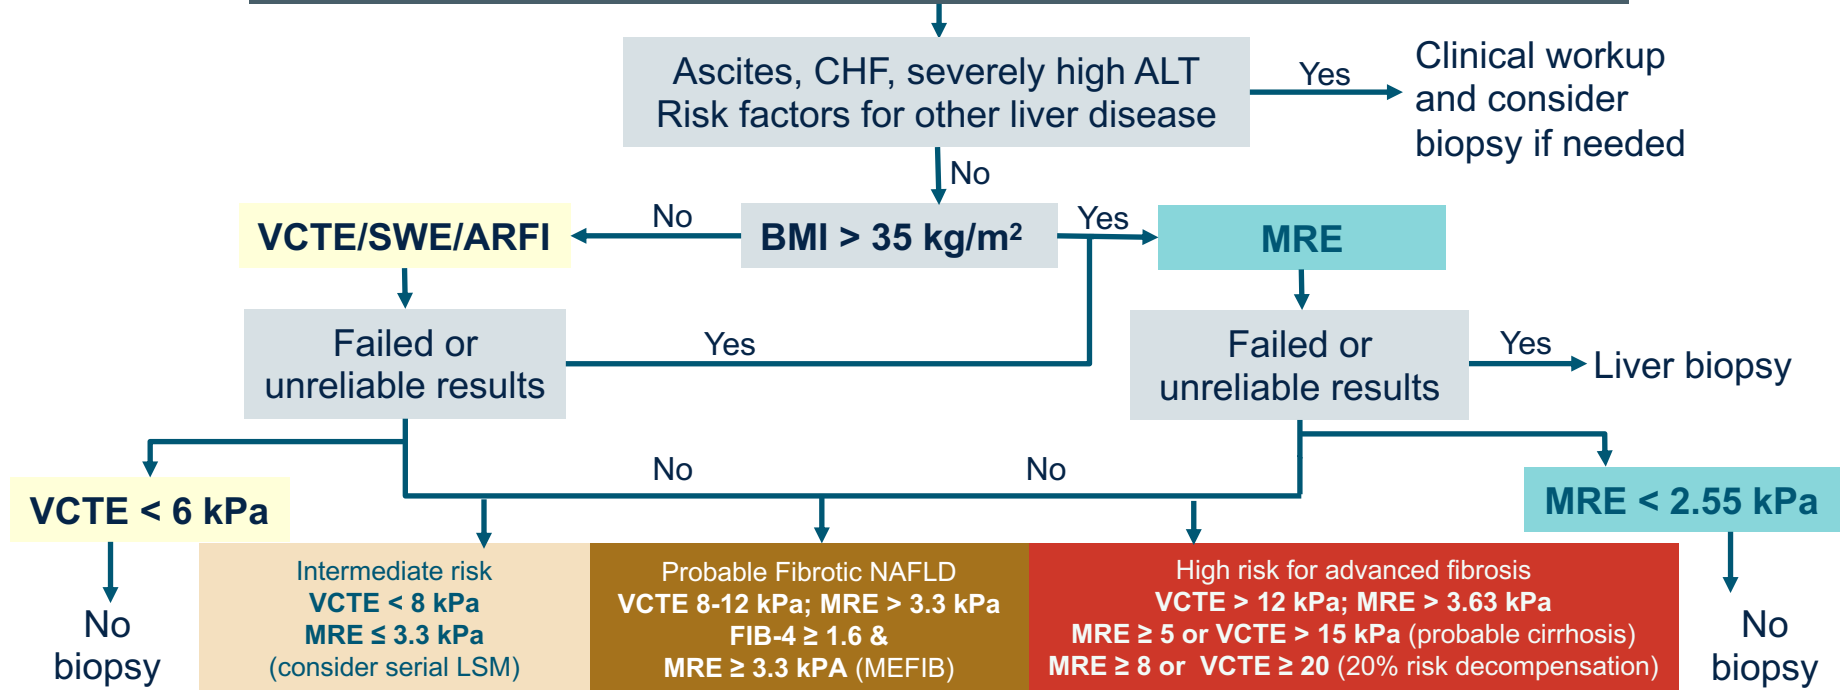 Ascites, CHF, severely high ALT
Risk factors for other liver disease
Yes
Clinical workup
and consider
biopsy if needed
No
VCTE/SWE/ARFI
No
BMI > 35 kg/m²
Yes
MRE
Failed or
unreliable results
Yes
Failed or
unreliable results
Yes
Liver biopsy
No
No
VCTE < 6 kPa
MRE < 2.55 kPa
No
biopsy
Intermediate risk
VCTE < 8 kPa
MRE ≤ 3.3 kPa
(consider serial LSM)
Probable Fibrotic NAFLD
VCTE 8-12 kPa; MRE > 3.3 kPa
FIB-4 ≥ 1.6 &
MRE ≥ 3.3 kPA (MEFIB)
High risk for advanced fibrosis
VCTE > 12 kPa; MRE > 3.63 kPa
MRE ≥ 5 or VCTE > 15 kPa (probable cirrhosis)
MRE ≥ 8 or VCTE ≥ 20 (20% risk decompensation)
No
biopsy